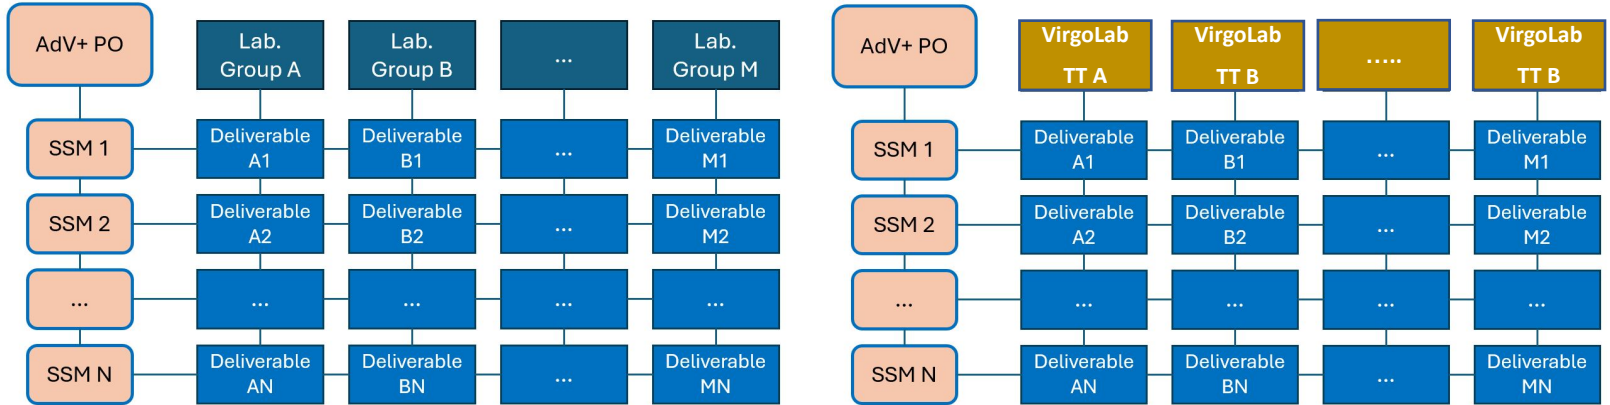 AdV+ PO
Lab.
Group A
Lab.
Group B
...
Lab.
Group M
SSM 1
Deliverable
A1
Deliverable
B1
...
Deliverable
M1
SSM 2
Deliverable
A2
Deliverable
B2
...
Deliverable
M2
...
...
...
...
...
SSM N
Deliverable
AN
Deliverable
BN
...
Deliverable
MN
AdV+ PO
VirgoLab
TT A
VirgoLab
TT B
.....
VirgoLab
TT B
SSM 1
Deliverable
A1
Deliverable
B1
...
Deliverable
M1
SSM 2
Deliverable
A2
Deliverable
B2
...
Deliverable
M2
...
...
...
...
...
SSM N
Deliverable
AN
Deliverable
BN
...
Deliverable
MN